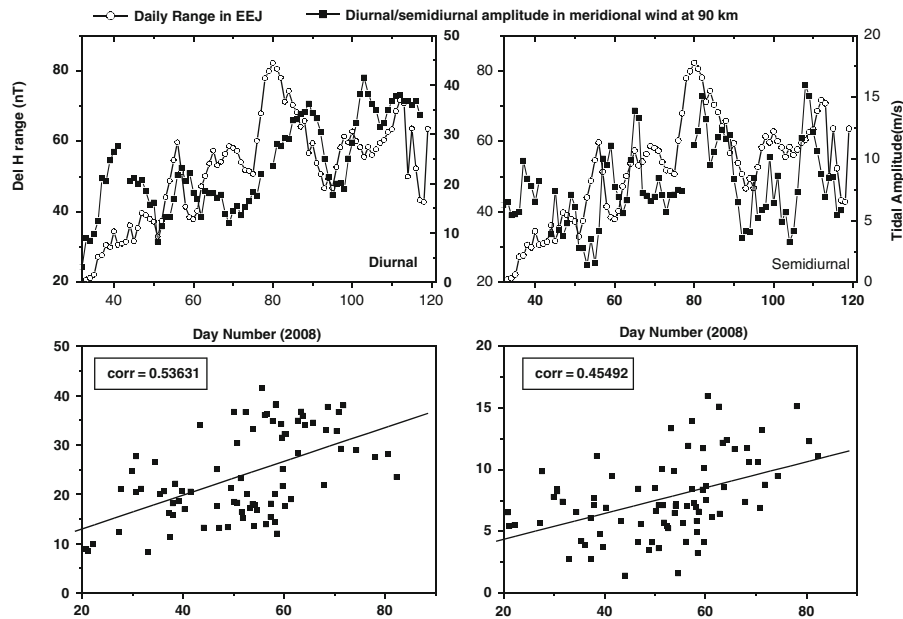 Daily Range in EEJ
Diurnal/semidiurnal amplitude in meridional wind at 90 km
Del H range (nT)
80
60
40
20
50
40
30
20
10
0
Diurnal
40 60 80 100 120
Day Number (2008)
80
60
40
20
20
15
10
5
0
Tidal Amplitude(m/s)
Semidiurnal
40 60 80 100 120
Day Number (2008)
50
40
30
20
10
0
corr = 0.53631
20 40 60 80
20
15
10
5
0
corr = 0.45492
20 40 60 80